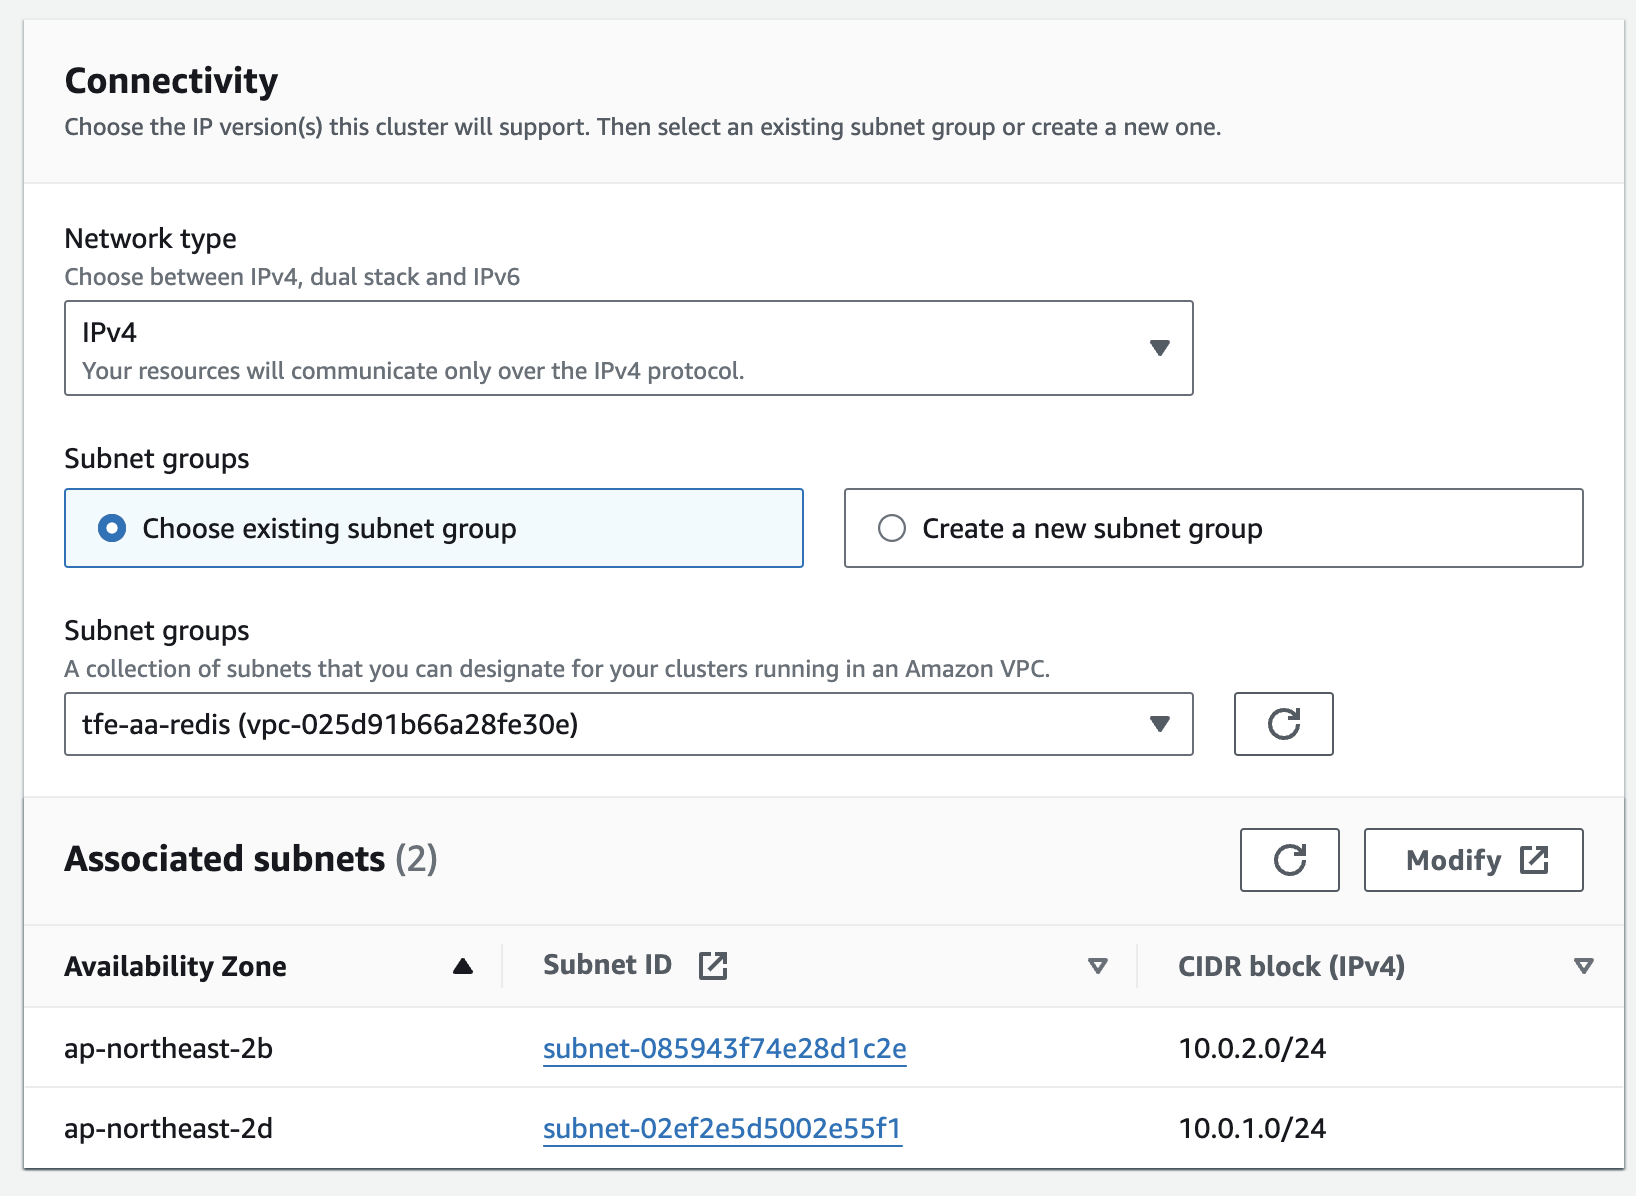 Connectivity
Choose the IP version(s) this cluster will support. Then select an existing subnet group or create a new one.
Network type
Choose between IPv4, dual stack and IPv6
IPv4
Your resources will communicate only over the IPv4 protocol.
Subnet groups
Choose existing subnet group
Create a new subnet group
Subnet groups
A collection of subnets that you can designate for your clusters running in an Amazon VPC.
tfe-aa-redis (vpc-025d91b66a28fe30e)
Associated subnets (2)
Modify
Availability Zone
Subnet ID
CIDR block (IPv4)
ap-northeast-2b
subnet-085943f74e28d1c2e
10.0.2.0/24
ap-northeast-2d
subnet-02ef2e5d5002e55f1
10.0.1.0/24